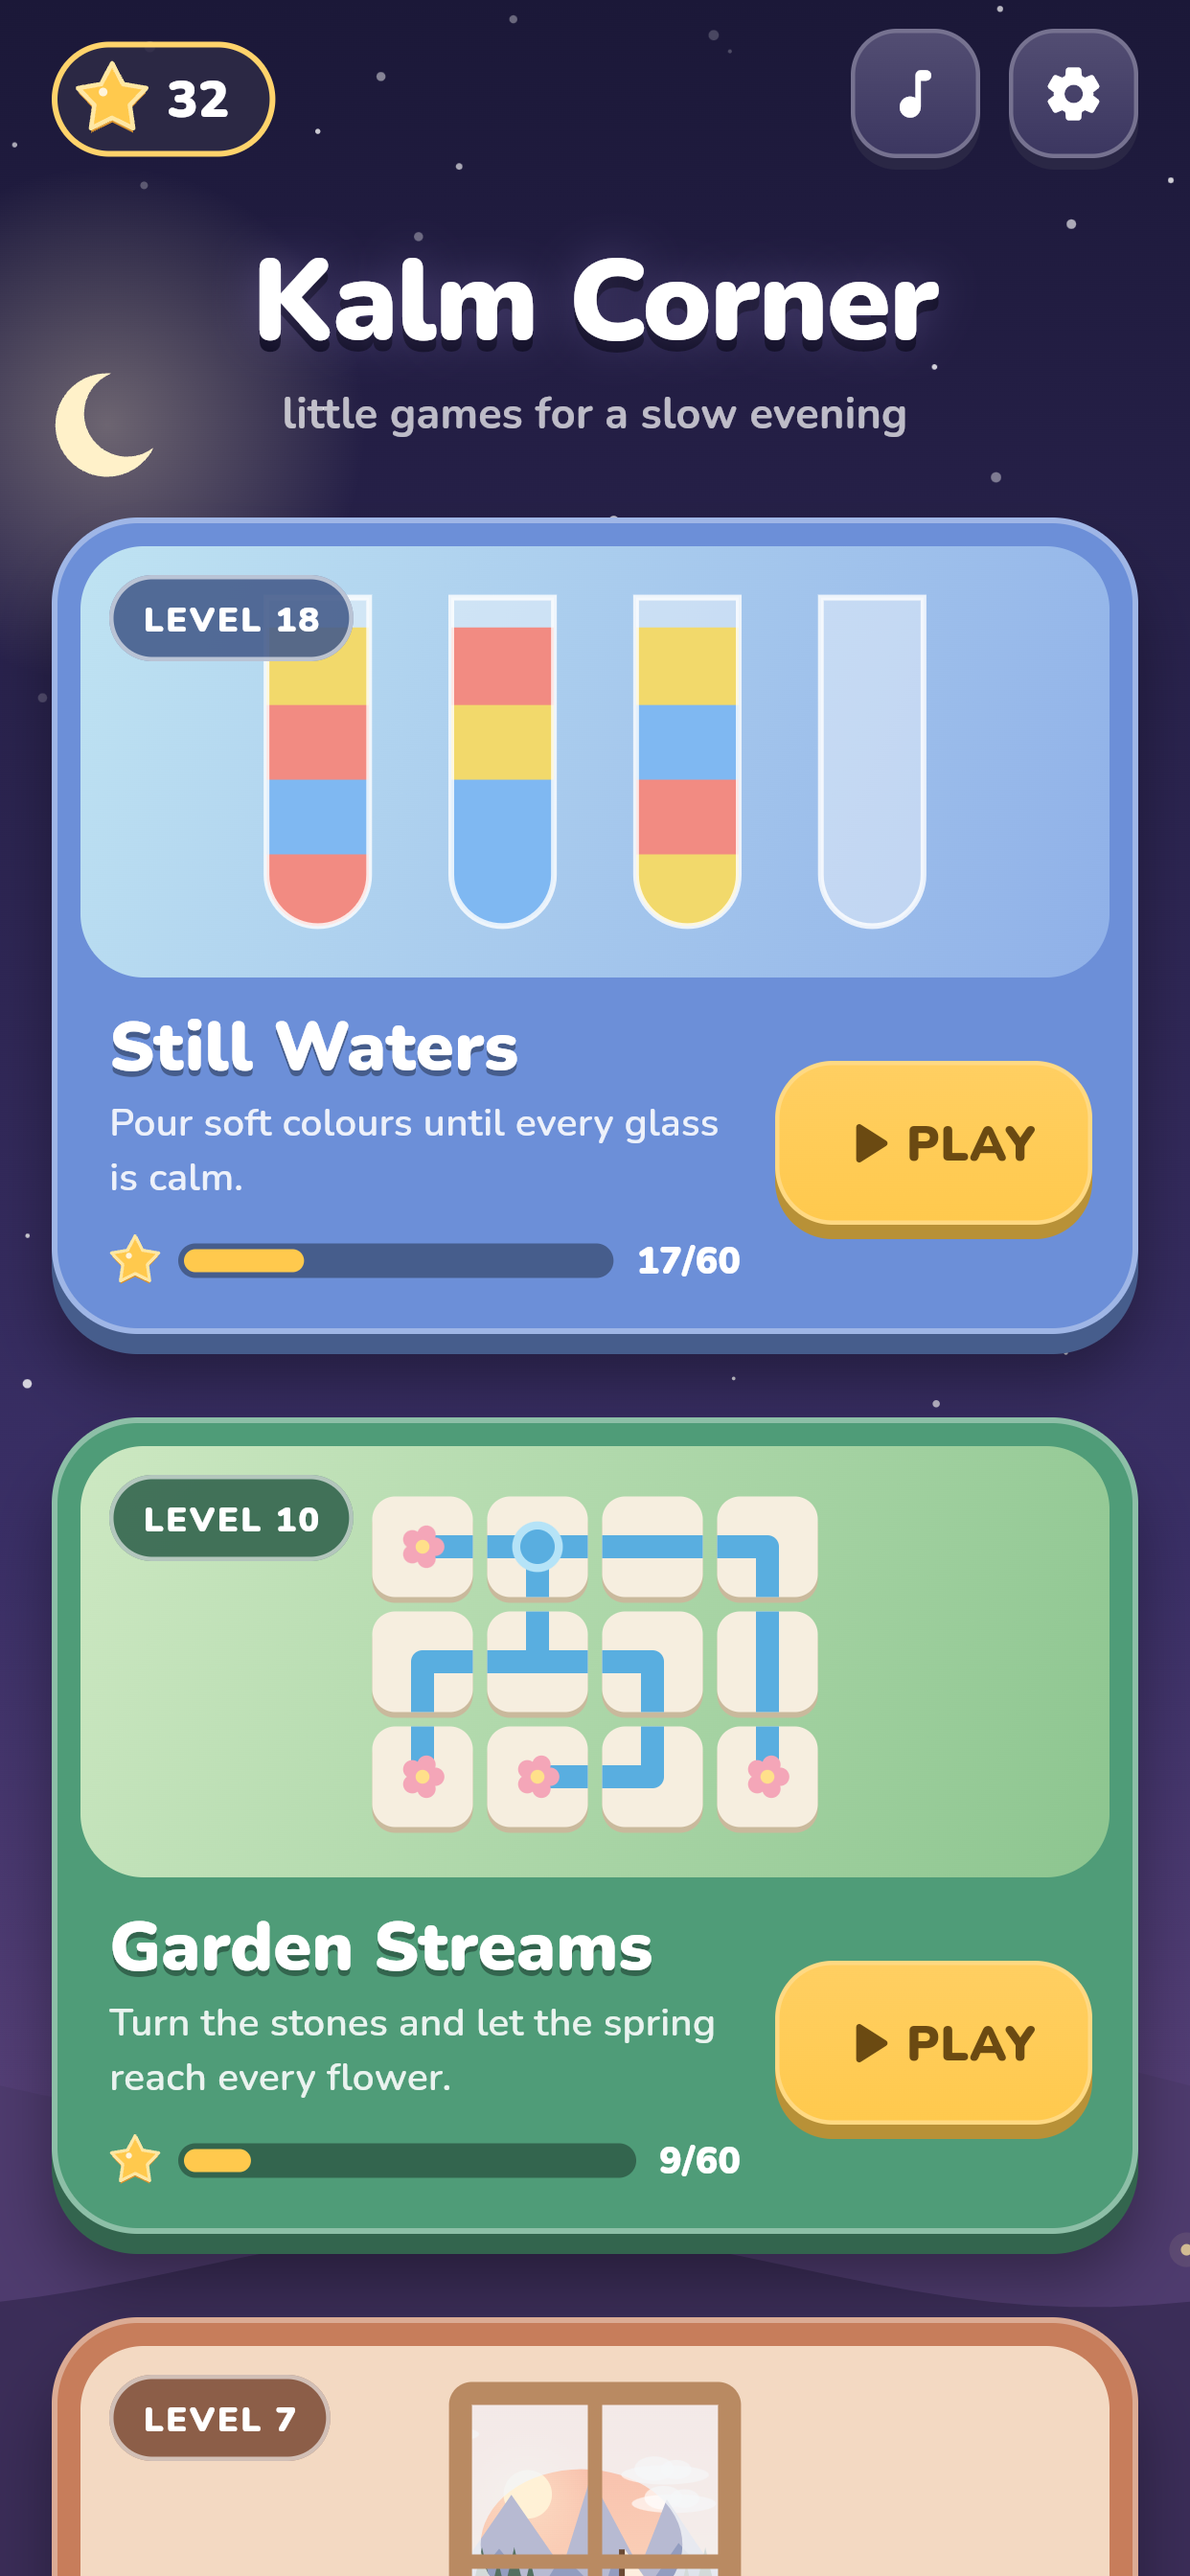 32
Kalm Corner
little games for a slow evening
LEVEL 18
Still Waters
Pour soft colours until every glass
is calm.
PLAY
17/60
LEVEL 10
Garden Streams
Turn the stones and let the spring
reach every flower.
PLAY
9/60
LEVEL 7